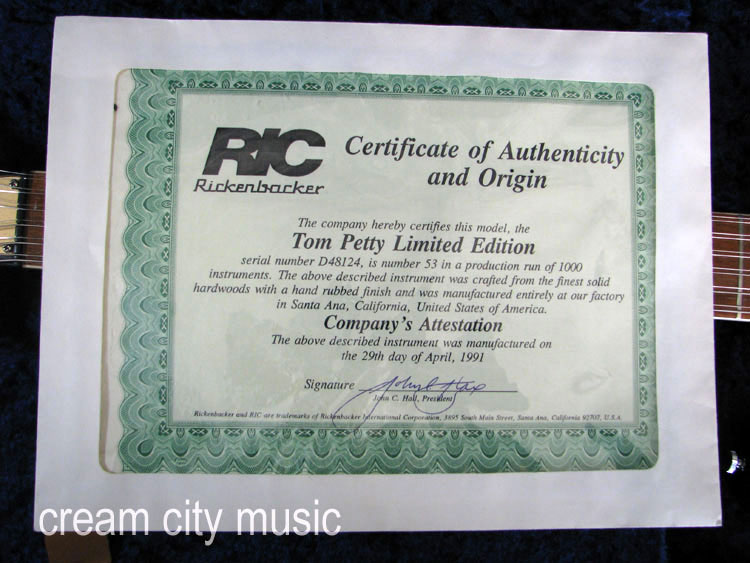 RIC
Rickenbacker
Certificate of Authenticity
and Origin
The company hereby certifies this model, the
Tom Petty Limited Edition
serial number D48124, is number 53 in a production run of 1000
instruments. The above described instrument was crafted from the finest solid
hardwoods with a hand rubbed finish and was manufactured entirely at our factory
in Santa Ana, California, United States of America.
Company's Attestation
The above described instrument was manufactured on
the 29th day of April, 1991
Signature John C Hall
John C. Hall, President
Rickenbacker and RIC are trademarks of Rickenbacker International Corporation, 3895 South Main Street, Santa Ana, California 92707, U.S.A.
cream city music